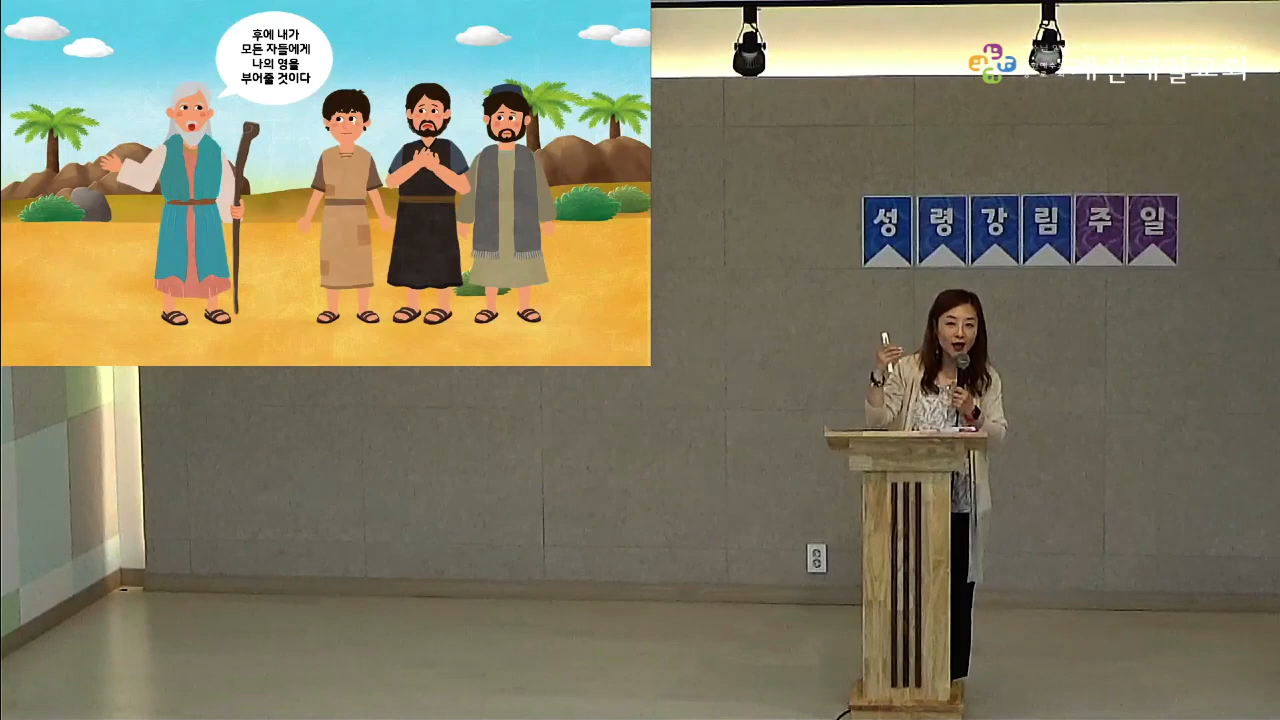 후에 내가
모든 자들에게
나의 영을
부어줄 것이다
성령강림주일